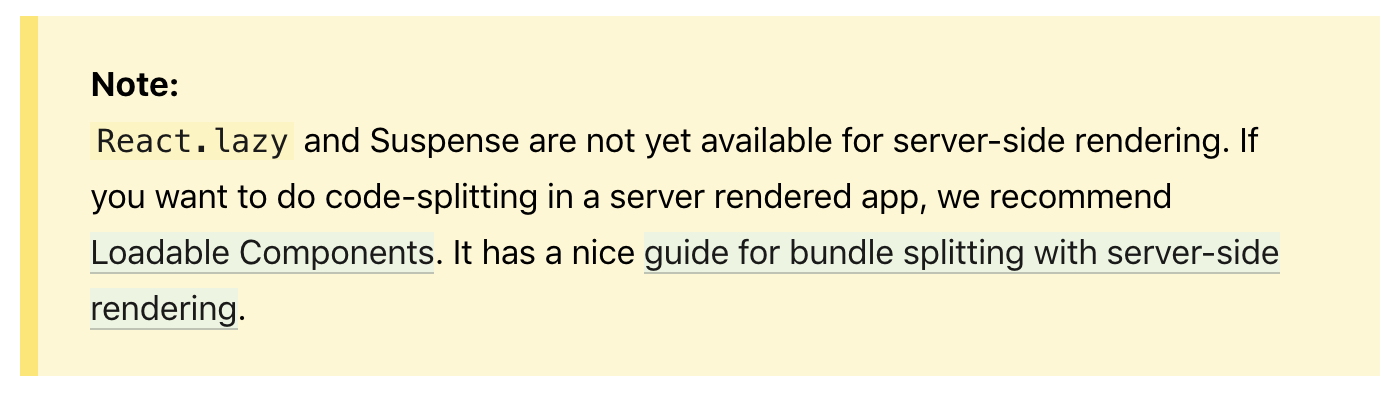 Note:
React.lazy and Suspense are not yet available for server-side rendering. If
you want to do code-splitting in a server rendered app, we recommend
Loadable Components. It has a nice guide for bundle splitting with server-side
rendering.